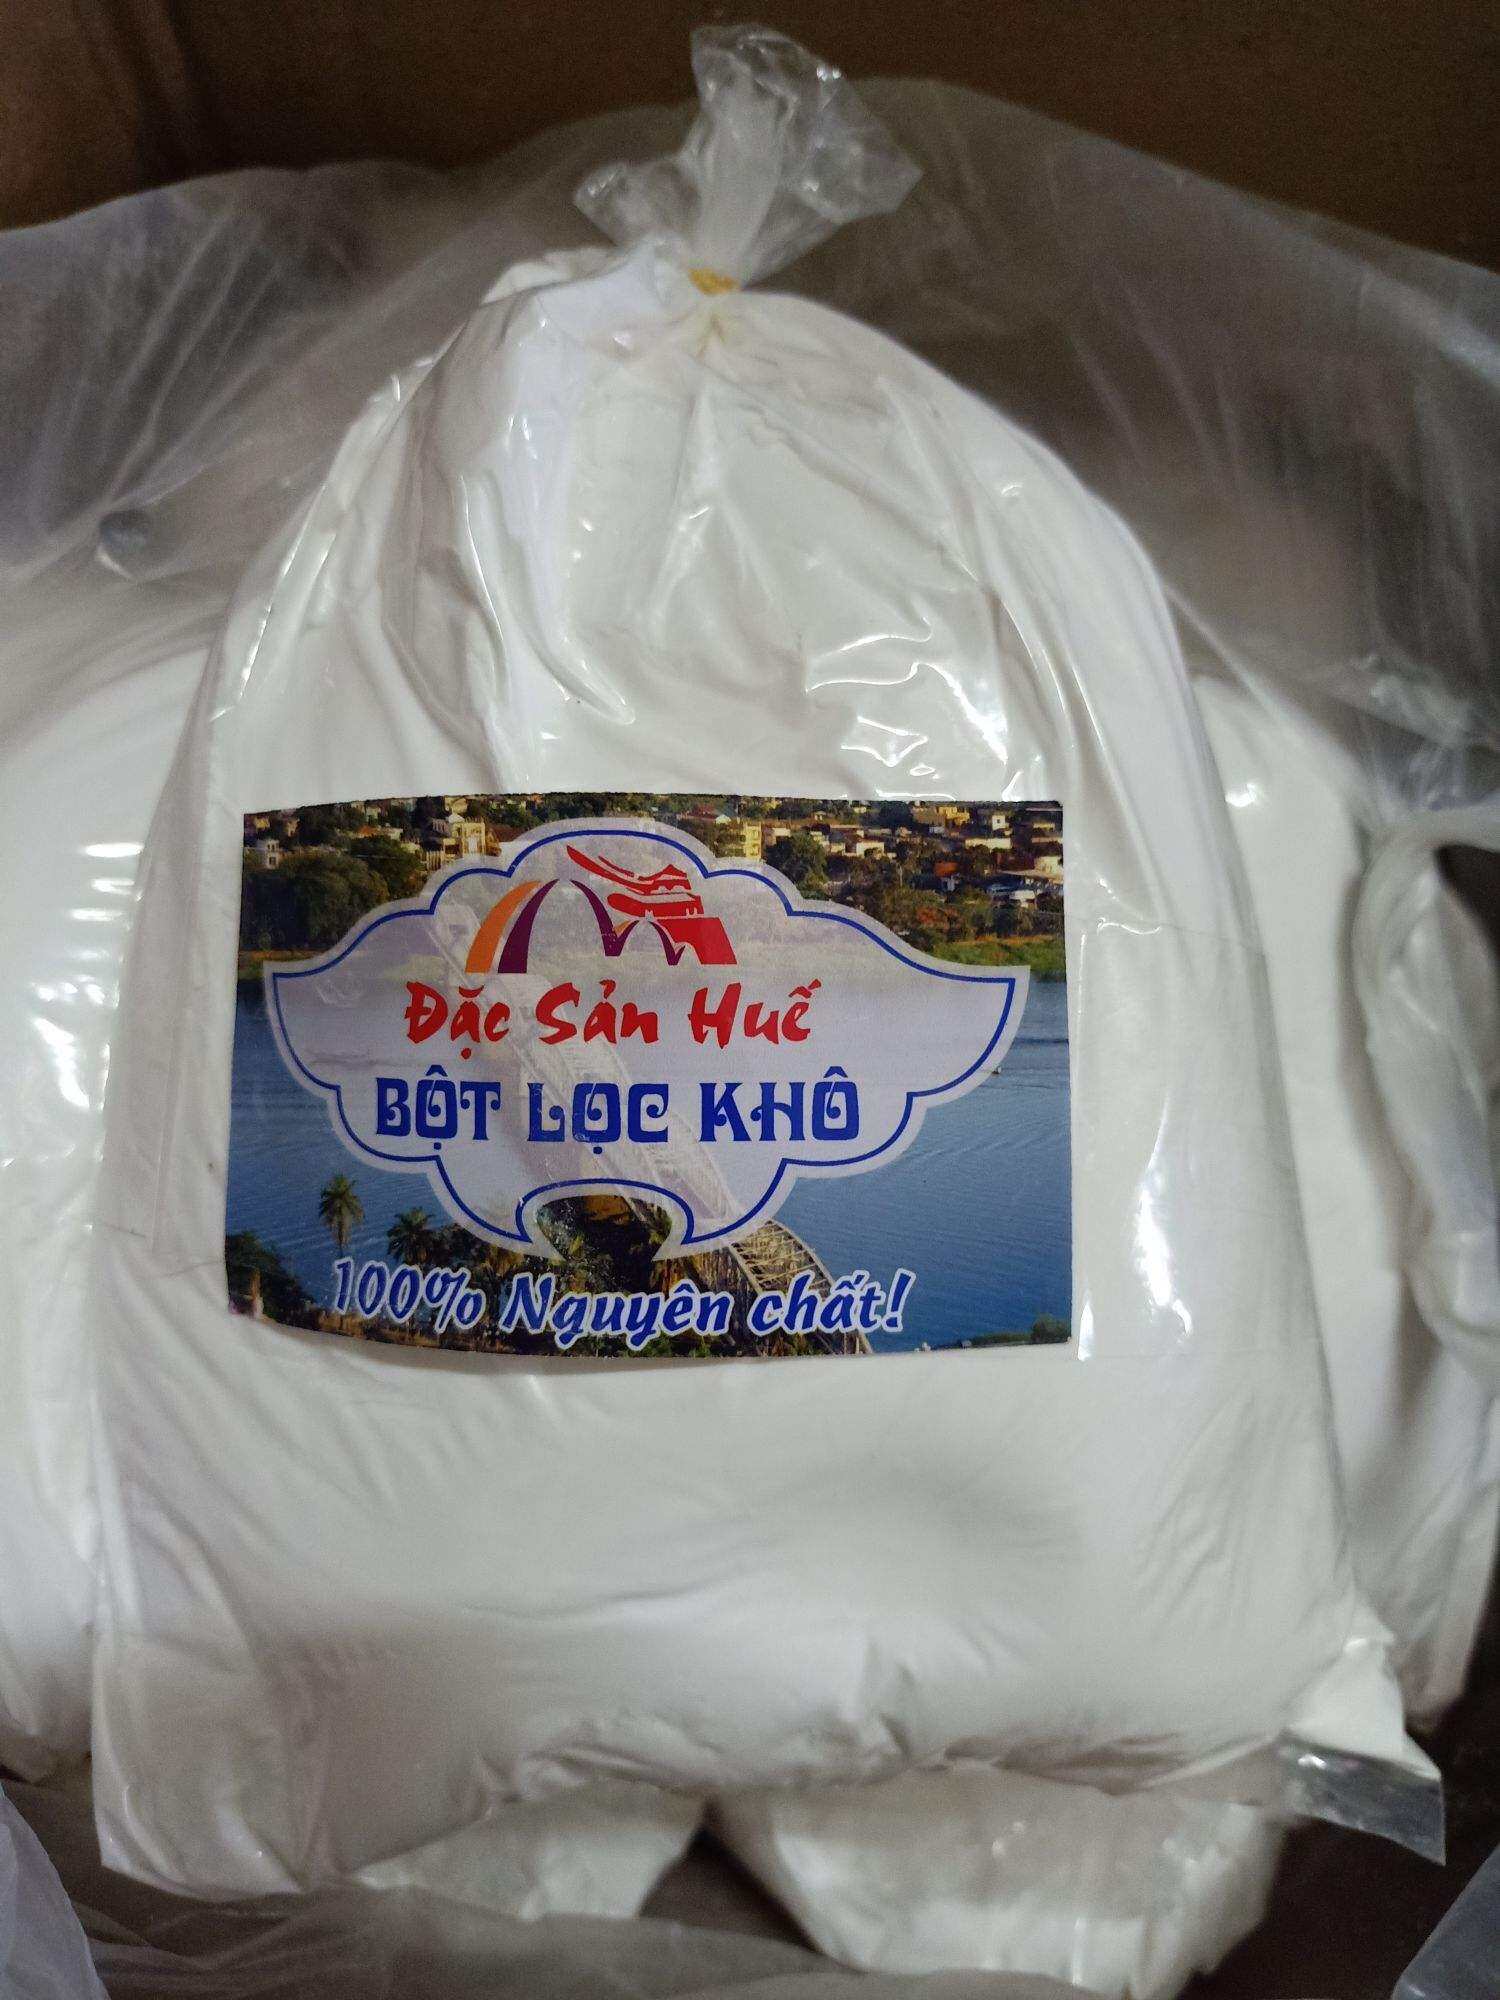 Đặc Sản Huế
BỘT LỌC KHÔ
100% Nguyên chất!